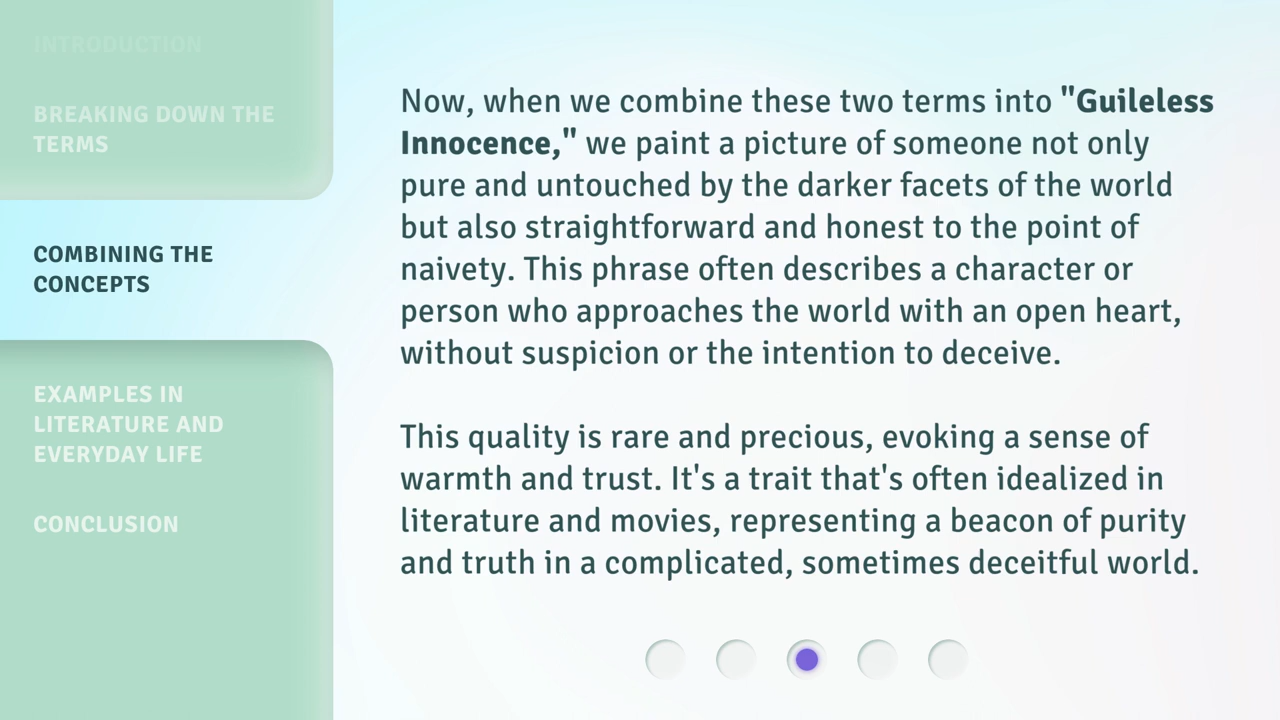 INTRODUCTION
BREAKING DOWN THE
TERMS
COMBINING THE
CONCEPTS
EXAMPLES IN
LITERATURE AND
EVERYDAY LIFE
CONCLUSION
Now, when we combine these two terms into "Guileless
Innocence," we paint a picture of someone not only
pure and untouched by the darker facets of the world
but also straightforward and honest to the point of
naivety. This phrase often describes a character or
person who approaches the world with an open heart,
without suspicion or the intention to deceive.
This quality is rare and precious, evoking a sense of
warmth and trust. It's a trait that's often idealized in
literature and movies, representing a beacon of purity
and truth in a complicated, sometimes deceitful world.